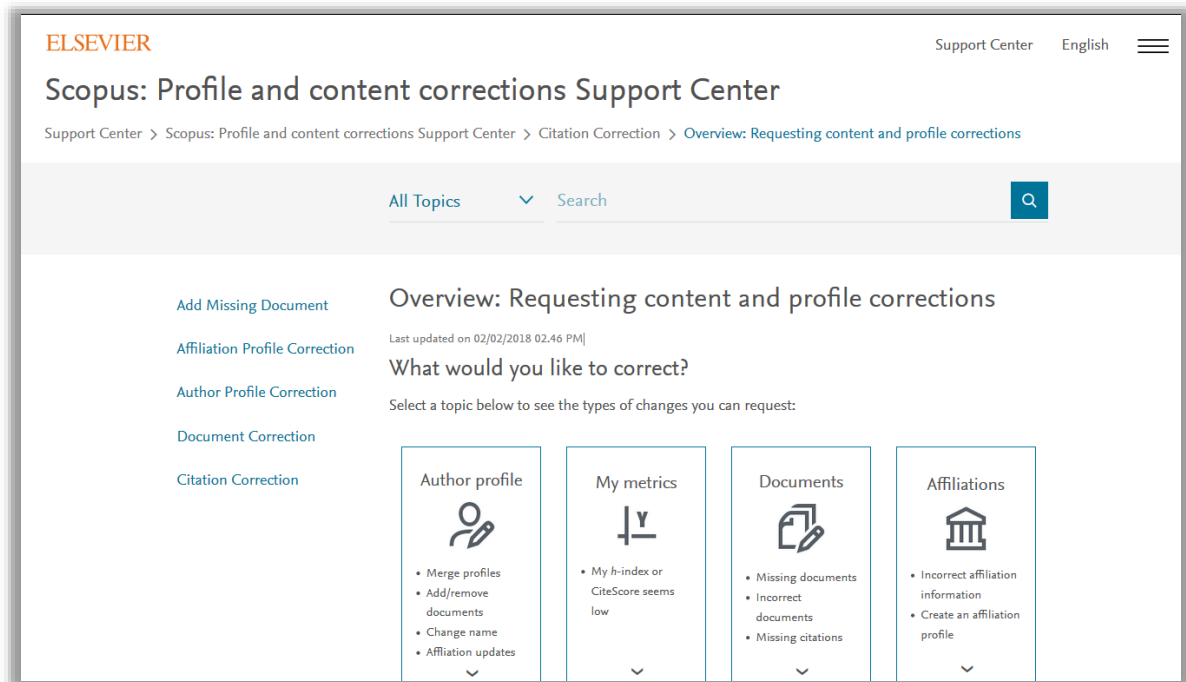 ELSEVIER
Support Center
English
Scopus: Profile and content corrections Support Center
Support Center > Scopus: Profile and content corrections Support Center > Citation Correction > Overview: Requesting content and profile corrections
All Topics
Search
Add Missing Document
Affiliation Profile Correction
Author Profile Correction
Document Correction
Citation Correction
Overview: Requesting content and profile corrections
Last updated on 02/02/2018 02.46 PM|
What would you like to correct?
Select a topic below to see the types of changes you can request:
Author profile
• Merge profiles
• Add/remove
documents
• Change name
• Affliation updates
My metrics
• My h-index or
CiteScore seems
low
Documents
• Missing documents
• Incorrect
documents
• Missing citations
Affiliations
• Incorrect affiliation
information
• Create an affiliation
profile